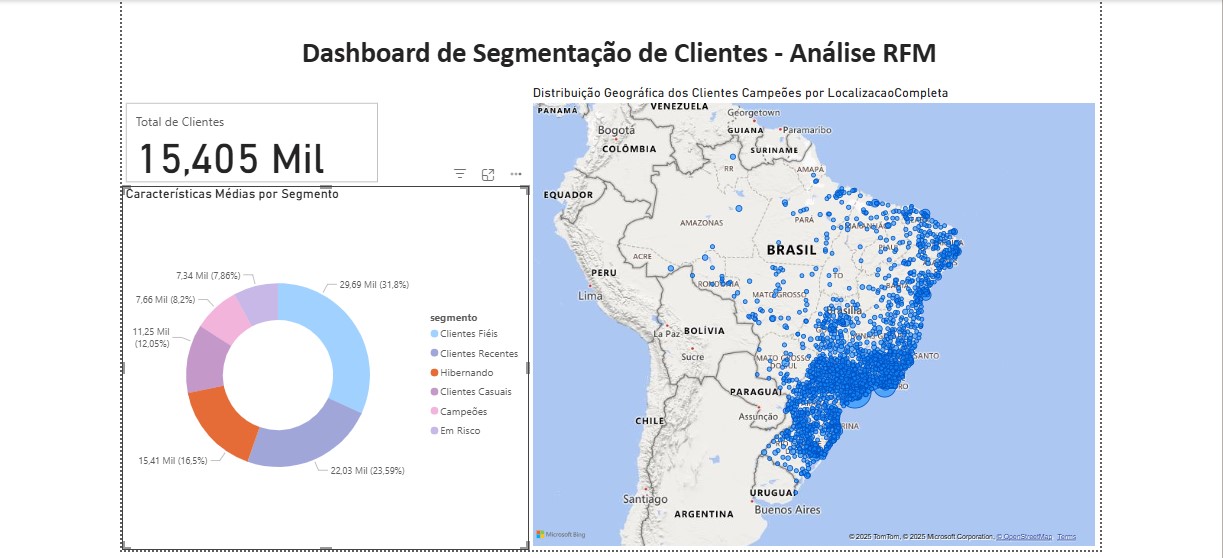 Dashboard de Segmentação de Clientes - Análise RFM
Total de Clientes
15,405 Mil
Características Médias por Segmento
7,34 Mil (7,86%)
29,69 Mil (31,8%)
7,66 Mil (8,2%)
11,25 Mil
(12,05%)
15,41 Mil (16,5%)
22,03 Mil (23,59%)
segmento
Clientes Fiéis
Clientes Recentes
Hibernando
Clientes Casuais
Campeões
Em Risco
Distribuição Geográfica dos Clientes Campeões por LocalizacaoCompleta
PANAMÁ
VENEZUELA
Georgetown
Bogotá
GUIANA
Paramaribo
COLÔMBIA
SURINAME
RR
AMAPÁ
EQUADOR
AMAZONAS
PARÁ
BRASIL
ACRE
PERU
TO
Lima
MATO GROSSO
Brasília
La Paz
BOLÍVIA
Sucre
MATO GROSSO
DO SUL
SANTO
PARAGUAI
Assunção
CHILE
URUGUAI
Santiago
Buenos Aires
ARGENTINA
Microsoft Bing
© 2025 TomTom, © 2025 Microsoft Corporation, © OpenStreetMap Terms